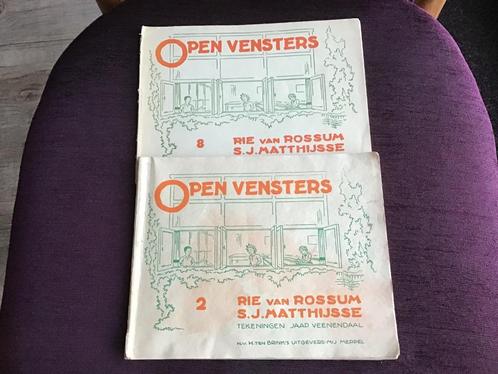 OPEN VENSTERS
8 RIE VAN ROSSUM
S.J. MATTHIJSSE
OPEN VENSTERS
2 RIE VAN ROSSUM
S.J. MATTHIJSSE
TEKENINGEN: JAAP VEENENDAAL
N.V. H. TEN BRINK'S UITGEVERS-MIJ MEPPEL